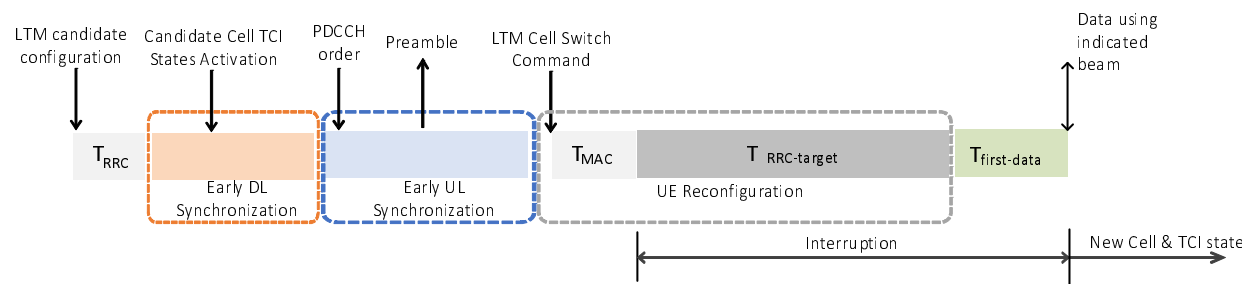 LTM candidate
configuration
Candidate Cell TCI
States Activation
PDCCH
order
Preamble
LTM Cell Switch
Command
Data using
indicated
beam
TRRC
TMAC
T RRC-target
Tfirst-data
Early DL
Synchronization
Early UL
Synchronization
UE Reconfiguration
Interruption
New Cell & TCI state